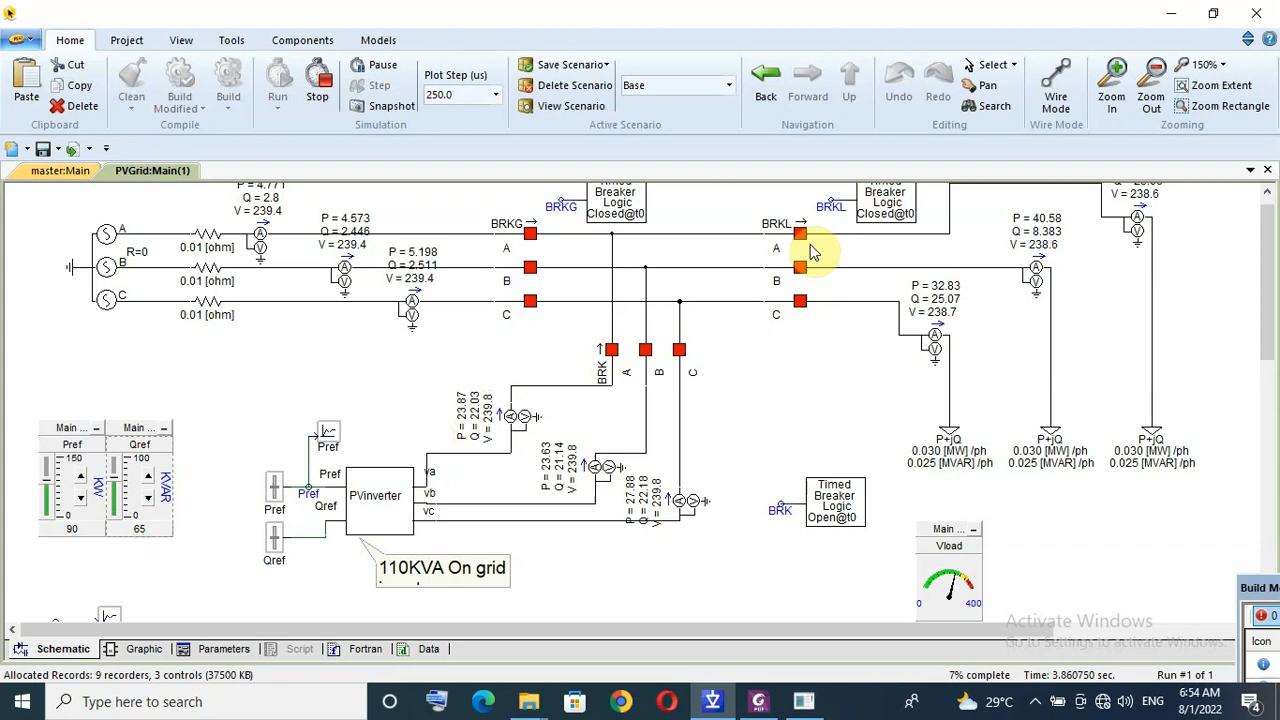 Home
Project
View
Tools
Components
Models
Cut
Copy
Delete
Paste
Clipboard
Clean
Build
Modified
Build
Compile
Run
Stop
Pause
Step
Snapshot
Simulation
Plot Step (us)
250.0
Save Scenario
Delete Scenario
View Scenario
Base
Active Scenario
Back
Forward
Up
Navigation
Undo
Redo
Select
Pan
Search
Editing
Wire
Mode
Wire Mode
Zoom
In
Zoom
Out
150%
Zoom Extent
Zoom Rectangle
Zooming
master:Main
PVGrid:Main(1)
P = 4.771
Q = 2.8
V = 239.4
P = 4.573
Q = 2.446
V = 239.4
P = 5.198
Q = 2.511
V = 239.4
A
B
C
R=0
0.01 [ohm]
0.01 [ohm]
0.01 [ohm]
A
V
A
V
A
V
BRKG
A
B
C
BRKG
Timed
Breaker
Logic
Closed@t0
BRKL
A
B
C
BRKL
Timed
Breaker
Logic
Closed@t0
Q = 
V = 238.6
A
V
P = 40.58
Q = 8.383
V = 238.6
A
V
P = 32.83
Q = 25.07
V = 238.7
A
V
BRK
A
B
C
P = 23.87
Q = 22.03
V = 239.8
A
V
P = 23.63
Q = 21.14
V = 239.8
A
V
P = 27.88
Q = 22.18
V = 239.8
A
V
P+jQ
0.030 [MW] /ph
0.025 [MVAR] /ph
P+jQ
0.030 [MW] /ph
0.025 [MVAR] /ph
P+jQ
0.030 [MW] /ph
0.025 [MVAR] /ph
Main ...
Pref
150
0
KW
90
Main ...
Qref
100
0
KVAR
65
Pref
Pref
Pref
Pref
Qref
Qref
PVinverter
va
vb
vc
110KVA On grid
BRK
Timed
Breaker
Logic
Open@t0
Main ...
Vload
0
400
Build M
0
Icon
Activate Windows
Go to Settings to activate Windows.
Schematic
Graphic
Parameters
Script
Fortran
Data
Allocated Records: 9 recorders, 3 controls (37500 KB)
7% complete
Time: 3.860750 sec.
Run #1 of 1
Type here to search
29°C
ENG
6:54 AM
8/1/2022
4